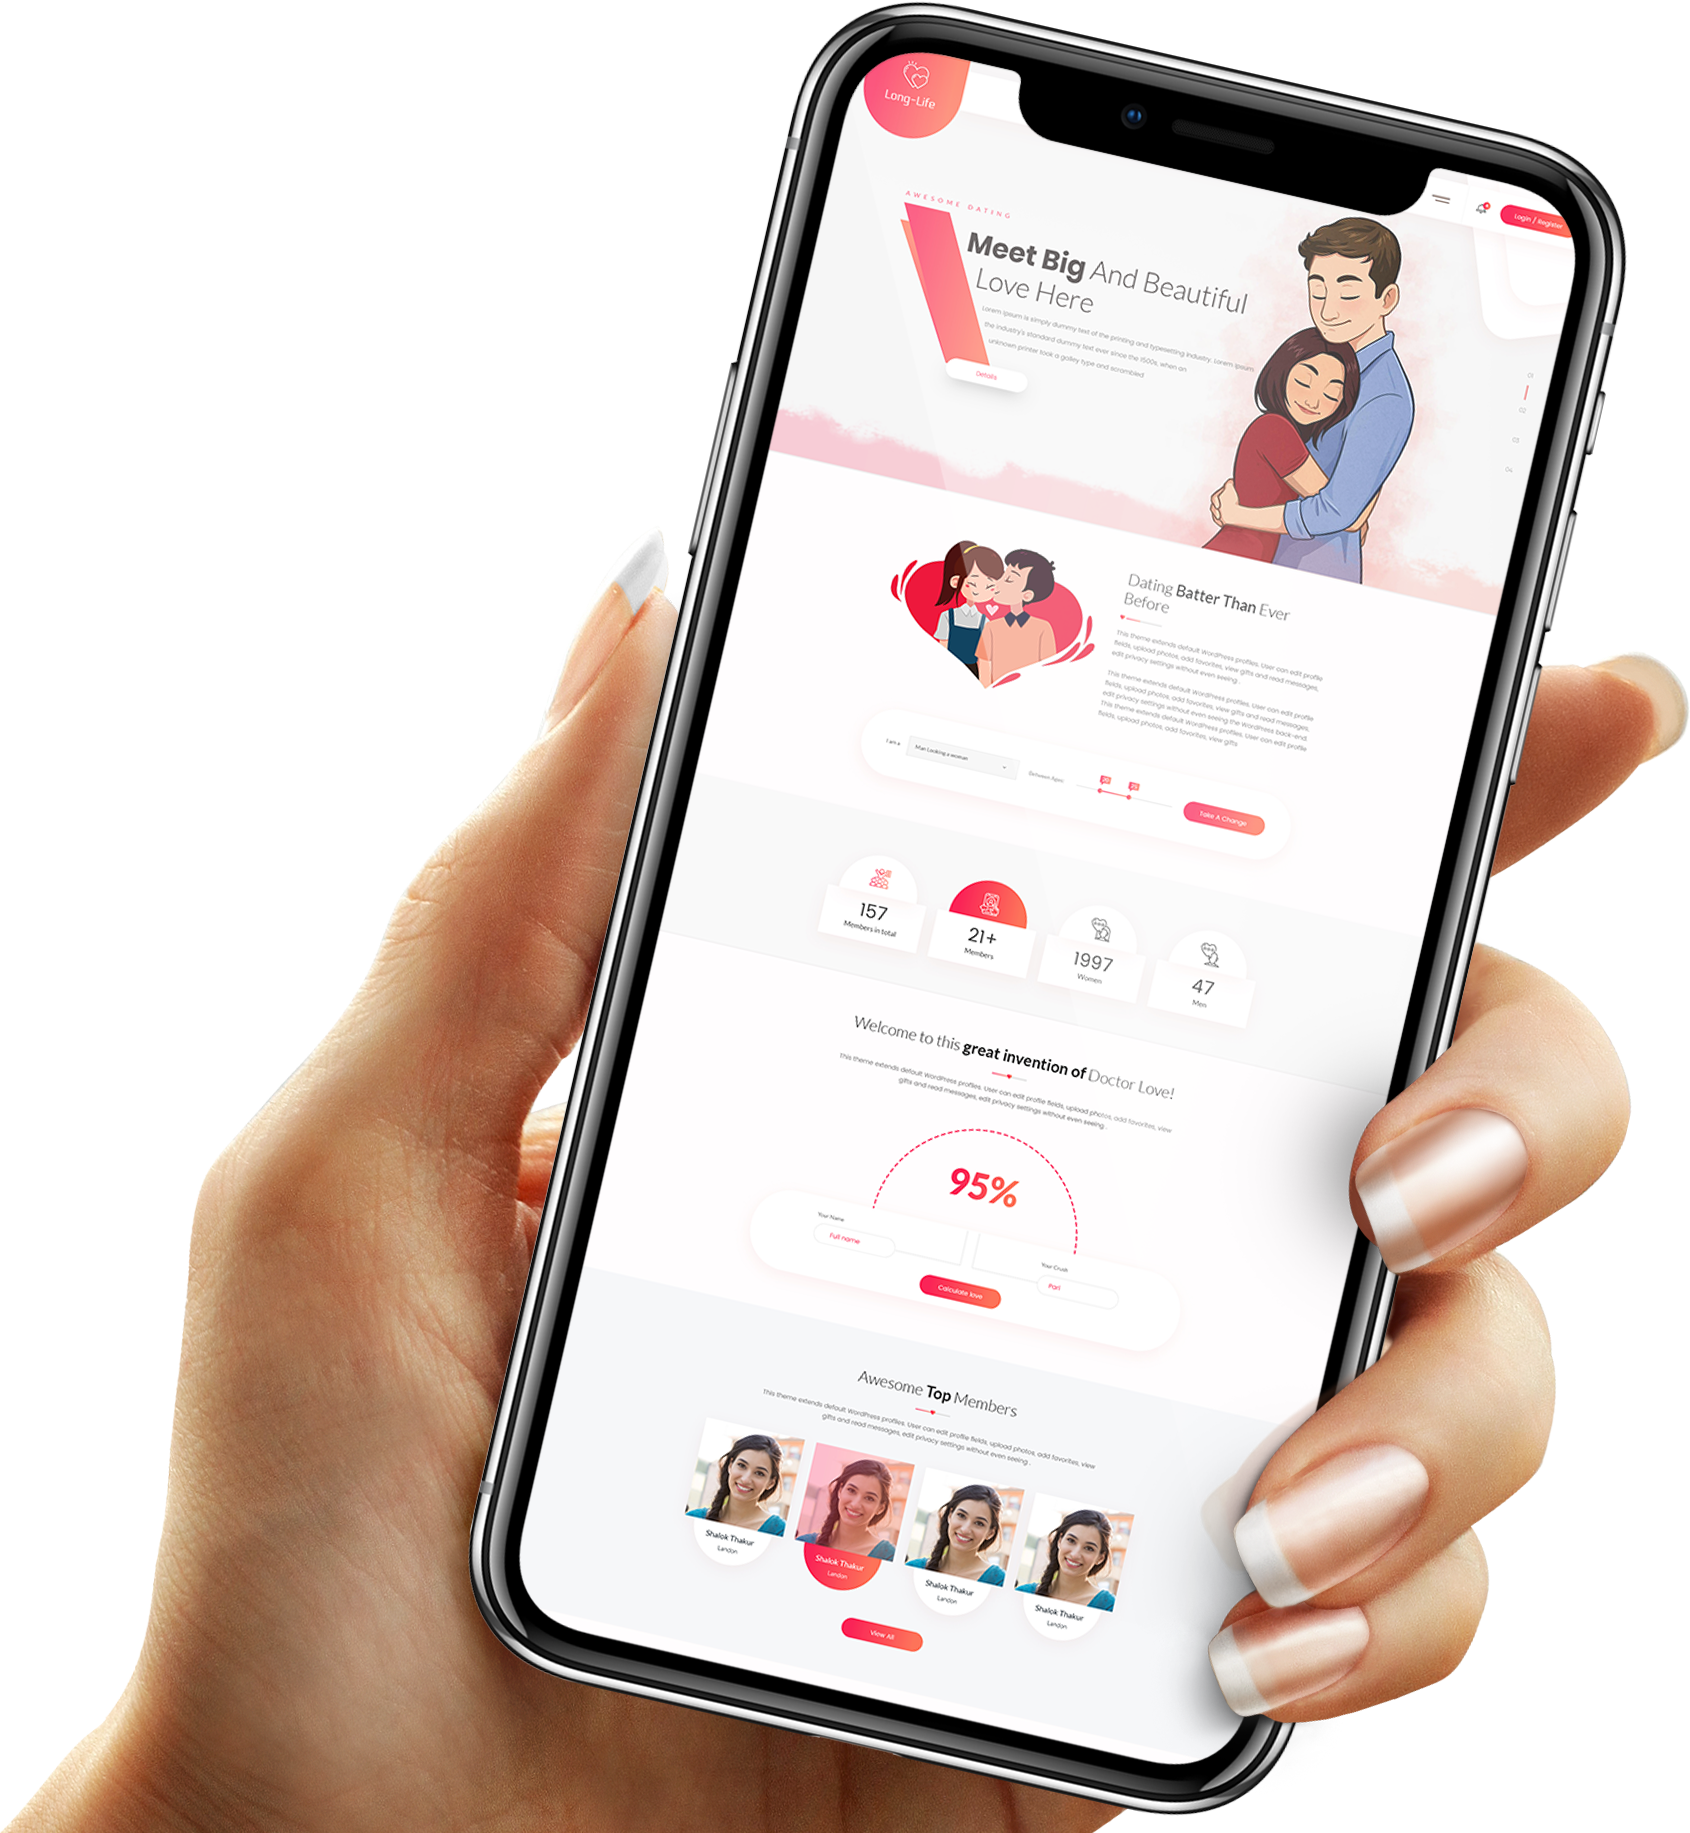 Long-Life
Login / Register
AWESOME DATING
Meet Big And Beautiful
Love Here
Lorem Ipsum is simply dummy text of the printing and typesetting industry. Lorem Ipsum
the industry's standard dummy text ever since the 1500s, when an
unknown printer took a galley type and scrambled
Details
01
02
03
04
Dating Batter Than Ever
Before
This theme extends default WordPress profiles. User can edit profile
fields, upload photos, add favorites, view gifts and read messages,
edit privacy settings without even seeing .
This theme extends default WordPress profiles. User can edit profile
fields, upload photos, add favorites, view gifts and read messages,
edit privacy settings without even seeing the WordPress back-end.
This theme extends default WordPress profiles. User can edit profile
fields, upload photos, add favorites, view gifts
I am a
Man Looking a woman
Between Ages
Take A Change
157
Members in total
21+
Members
1997
Women
47
Men
Welcome to this great invention of Doctor Love!
This theme extends default WordPress profiles. User can edit profile fields, upload photos, add favorites, view
gifts and read messages, edit privacy settings without even seeing .
95%
Your Name
Full name
Your Crush
Pari
Calculate love
Awesome Top Members
This theme extends default WordPress profiles. User can edit profile fields, upload photos, add favorites, view
gifts and read messages, edit privacy settings without even seeing .
Shalok Thakur
Landon
Shalok Thakur
Landon
Shalok Thakur
Landon
Shalok Thakur
Landon
View All